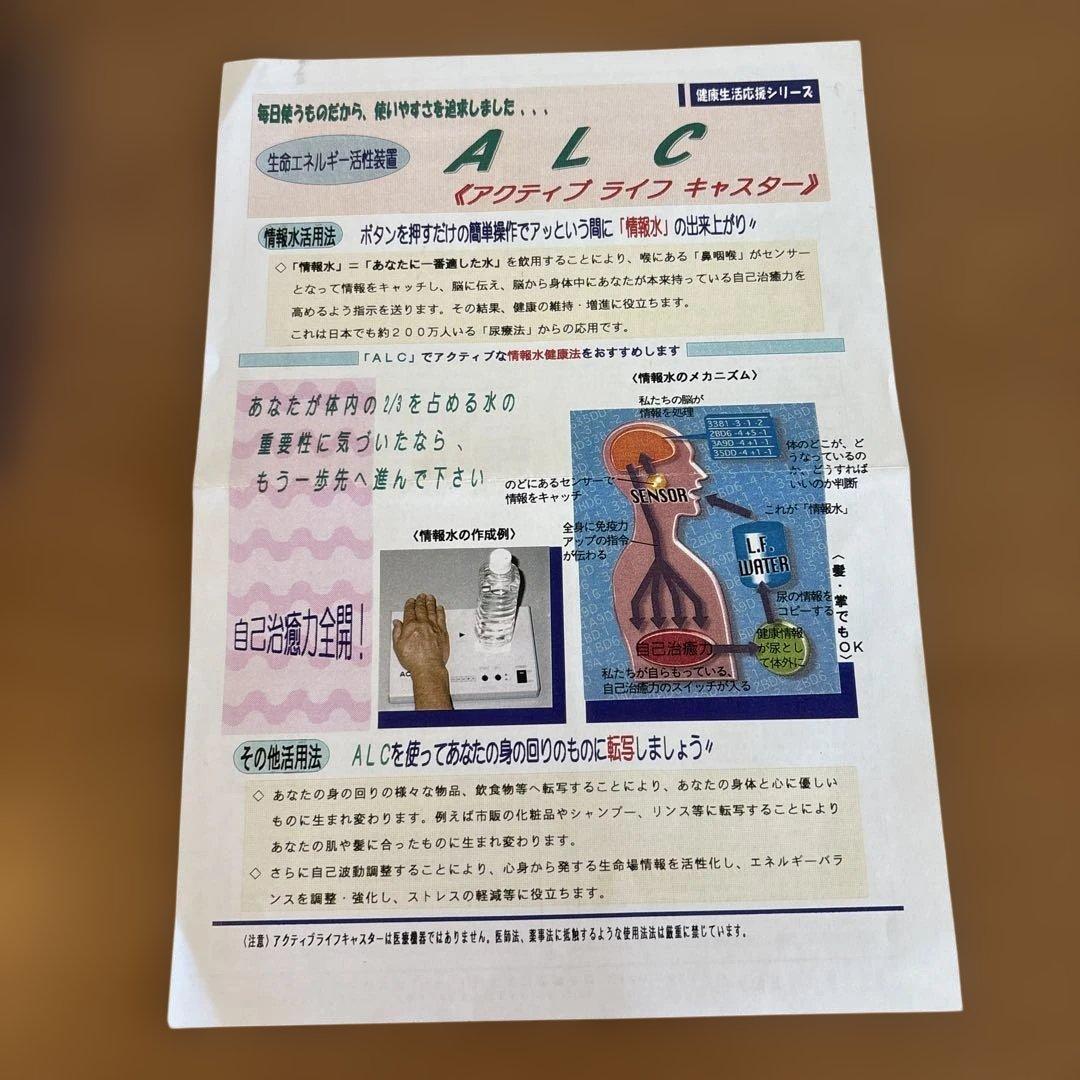 健康生活応援シリーズ
毎日使うものだから、使いやすさを追求しました...
生命エネルギー活性装置
ALC
《アクティブ ライフ キャスター》
情報水活用法
ボタンを押すだけの簡単操作でアッという間に「情報水」の出来上がり〃
◇「情報水」＝「あなたに一番適した水」を飲用することにより、喉にある「鼻咽喉」がセンサー
となって情報をキャッチし、脳に伝え、脳から身体中にあなたが本来持っている自己治癒力を
高めるよう指示を送ります。その結果、健康の維持・増進に役立ちます。
これは日本でも約200万人いる「尿療法」からの応用です。
「ALC」でアクティブな情報水健康法をおすすめします
あなたが体内の2/3を占める水の
重要性に気づいたなら、
もう一歩先へ進んで下さい
自己治癒力全開！
〈情報水の作成例〉
〈情報水のメカニズム〉
私たちの脳が
情報を処理
3381 -3 -1 -2
2BD6 -4 +5 -1
3A9D -4 +1 -1
35DD -4 +1 -1
体のどこが、ど
うなっているの
か、どうすれば
いいのか判断
のどにあるセンサーで
情報をキャッチ
SENSOR
これが「情報水」
全身に免疫力
アップの指令
が伝わる
L.F.
WATER
尿の情報を
コピーする
〈髪・掌でもOK〉
自己治癒力
健康情報
が尿とし
て体外に
私たちが自らもっている、
自己治癒力のスイッチが入る
その他活用法
ALCを使ってあなたの身の回りのものに転写しましょう〃
◇ あなたの身の回りの様々な物品、飲食物等へ転写することにより、あなたの身体と心に優しい
ものに生まれ変わります。例えば市販の化粧品やシャンプー、リンス等に転写することにより
あなたの肌や髪に合ったものに生まれ変わります。
◇ さらに自己波動調整することにより、心身から発する生命場情報を活性化し、エネルギーバラ
ンスを調整・強化し、ストレスの軽減等に役立ちます。
〈注意〉アクティブライフキャスターは医療機器ではありません。医師法、薬事法に抵触するような使用法法は厳重に禁じています。